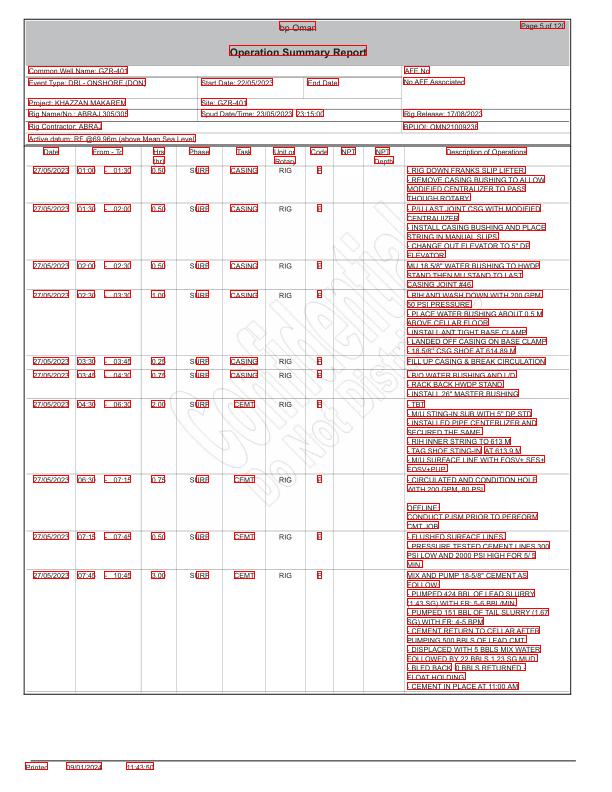 bp Oman
Page 5 of 120
Operation Summary Report
Common Well Name: GZR-401
AFE No
Event Type: DRL- ONSHORE (DON)
Start Date: 22/05/2023
End Date
No AFE Associated
Project: KHAZZAN MAKAREM
Site: GZR-401
Rig Name/No.: ABRAJ 305/305
Spud Date/Time: 23/05/2023 23:15:00
Rig Release: 17/08/2023
Rig Contractor: ABRAJ
BPUOI: OMN21009236
Active datum: RF @69.96m (above Mean Sea Level)
Date From - To Hrs (hr) Phase Task Unit or Rotary Code NPT NPT Depth Description of Operations
27/05/2023 01:00 - 01:30 0.50 SURF CASING RIG P - RIG DOWN FRANKS SLIP LIFTER
- REMOVE CASING BUSHING TO ALLOW
MODIFIED CENTRALIZER TO PASS
THOUGH ROTARY.
27/05/2023 01:30 - 02:00 0.50 SURF CASING RIG P - P/U LAST JOINT CSG WITH MODIFIED
CENTRALIIZER
- INSTALL CASING BUSHING AND PLACE
STRING IN MANUAL SLIPS.
- CHANGE OUT ELEVATOR TO 5" DP
ELEVATOR
27/05/2023 02:00 - 02:30 0.50 SURF CASING RIG P MU 18 5/8" WATER BUSHING TO HWDP
STAND THEN MU STAND TO LAST
CASING JOINT #46
27/05/2023 02:30 - 03:30 1.00 SURF CASING RIG P - RIH AND WASH DOWN WITH 200 GPM
50 PSI PRESSURE.
- PLACE WATER BUSHING ABOUT 0.5 M
ABOVE CELLAR FLOOR
- INSTALL ANT TIGHT BASE CLAMP
- LANDED OFF CASING ON BASE CLAMP
- 18.5/8" CSG SHOE AT 614.89 M
27/05/2023 03:30 - 03:45 0.25 SURF CASING RIG P FILL UP CASING & BREAK CIRCULATION
27/05/2023 03:45 - 04:30 0.75 SURF CASING RIG P - B/O WATER BUSHING AND L/D
- RACK BACK HWDP STAND
- INSTALL 26" MASTER BUSHING
27/05/2023 04:30 - 06:30 2.00 SURF CEMT RIG P - TBT
- M/U STING-IN SUB WITH 5" DP STD
- INSTALLED PIPE CENTERLIZER AND
SECURED THE SAME
- RIH INNER STRING TO 613 M
- TAG SHOE STING-IN AT 613.9 M
- M/U SURFACE LINE WITH FOSV+ SES+
FOSV+PUP
27/05/2023 06:30 - 07:15 0.75 SURF CEMT RIG P - CIRCULATED AND CONDITION HOLE
WITH 200 GPM, 80 PSI
OFFLINE:
CONDUCT PJSM PRIOR TO PERFORM
CMT JOB
27/05/2023 07:15 - 07:45 0.50 SURF CEMT RIG P - FLUSHED SURFACE LINES
- PRESSURE TESTED CEMENT LINES 300
PSI LOW AND 2000 PSI HIGH FOR 5/ 5
MIN
27/05/2023 07:45 - 10:45 3.00 SURF CEMT RIG P MIX AND PUMP 18-5/8" CEMENT AS
FOLLOW:
- PUMPED 424 BBL OF LEAD SLURRY
(1.43 SG) WITH FR: 5-6 BBL/MIN
- PUMPED 151 BBL OF TAIL SLURRY (1.67
SG) WITH FR: 4-5 BPM
- CEMENT RETURN TO CELLAR AFTER
PUMPING 500 BBLS OF LEAD CMT
- DISPLACED WITH 5 BBLS MIX WATER
FOLLOWED BY 22 BBLS 1.23 SG MUD
- BLED BACK 0 BBLS RETURNED -
FLOAT HOLDING
- CEMENT IN PLACE AT 11:00 AM
Confidential
Do Not Dist
Printed 09/01/2024 11:43:50